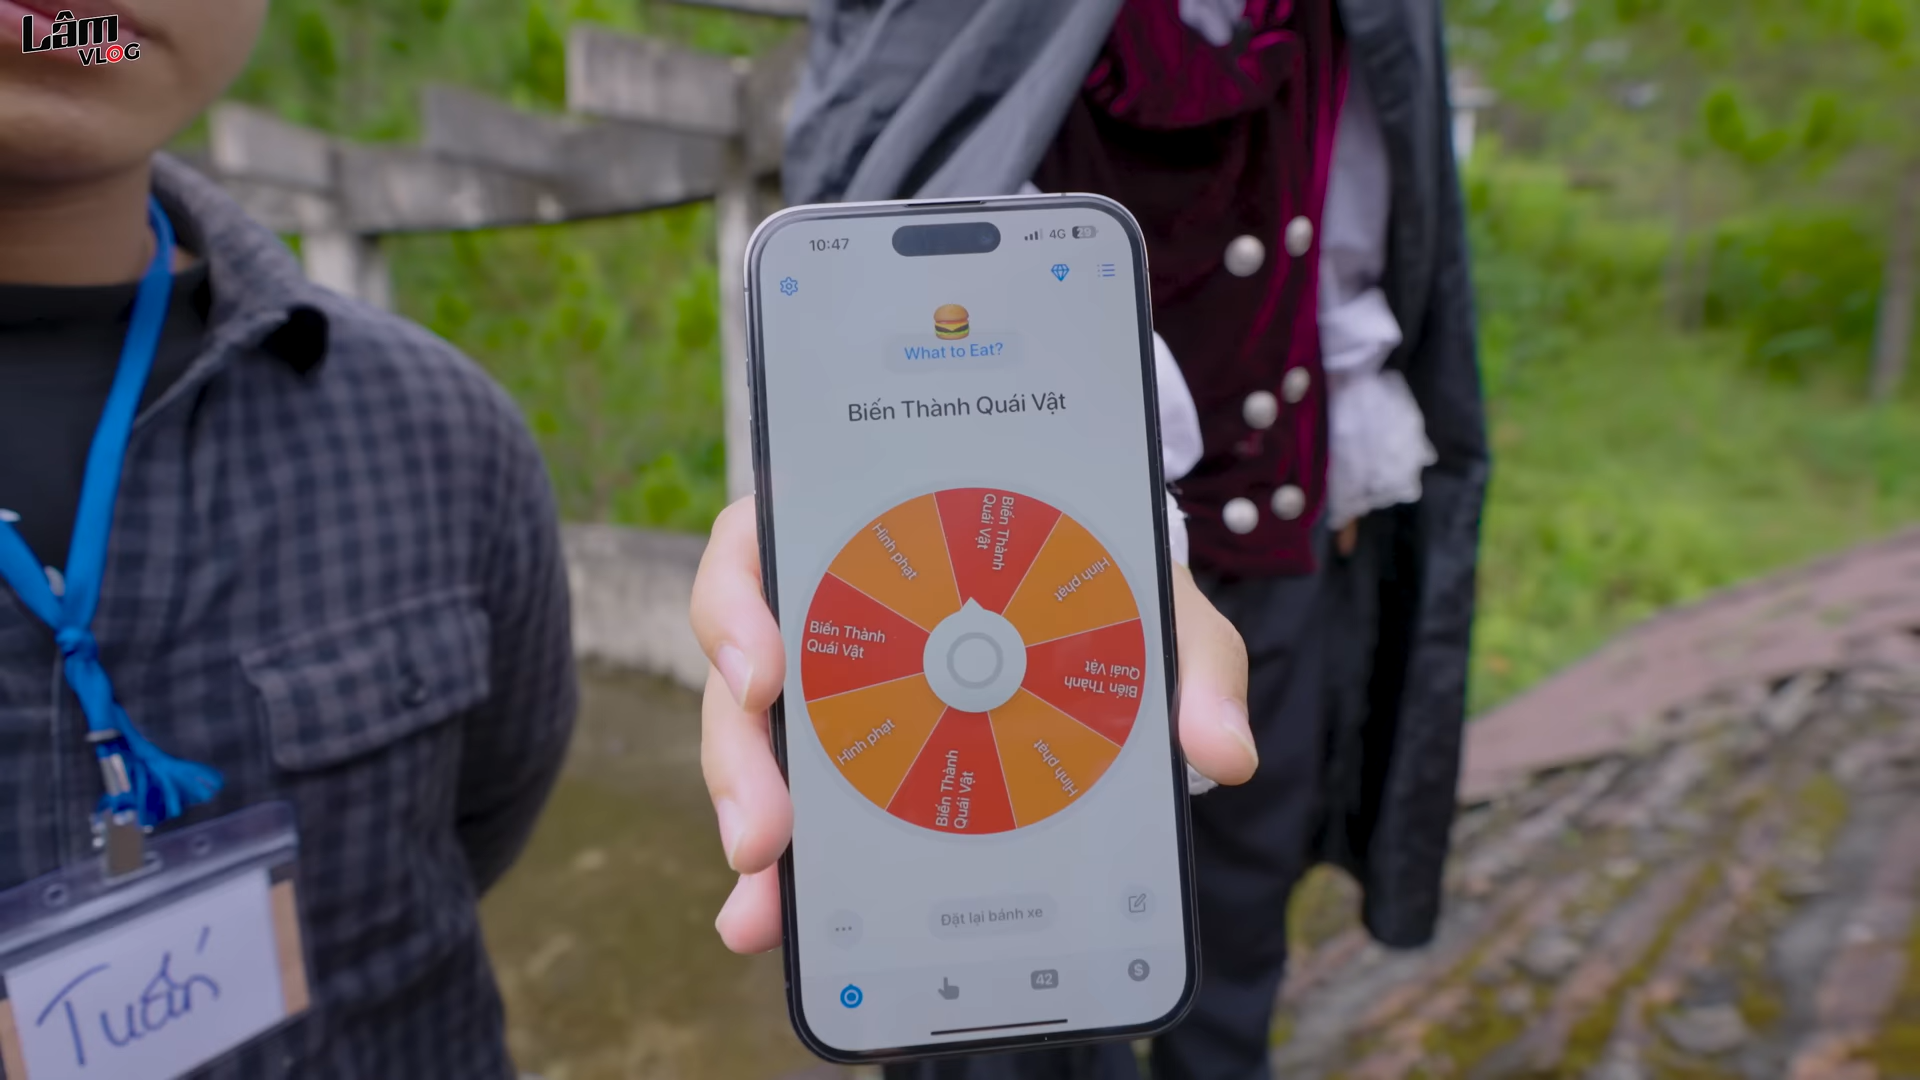 Lâm
VLOG
10:47
4G 29
What to Eat?
Biến Thành Quái Vật
Biến Thành
Quái Vật
Hình phạt
Biến Thành
Quái Vật
Hình phạt
Biến Thành
Quái Vật
Hình phạt
Biến Thành
Quái Vật
Hình phạt
Đặt lại bánh xe
42
$
Tuấn